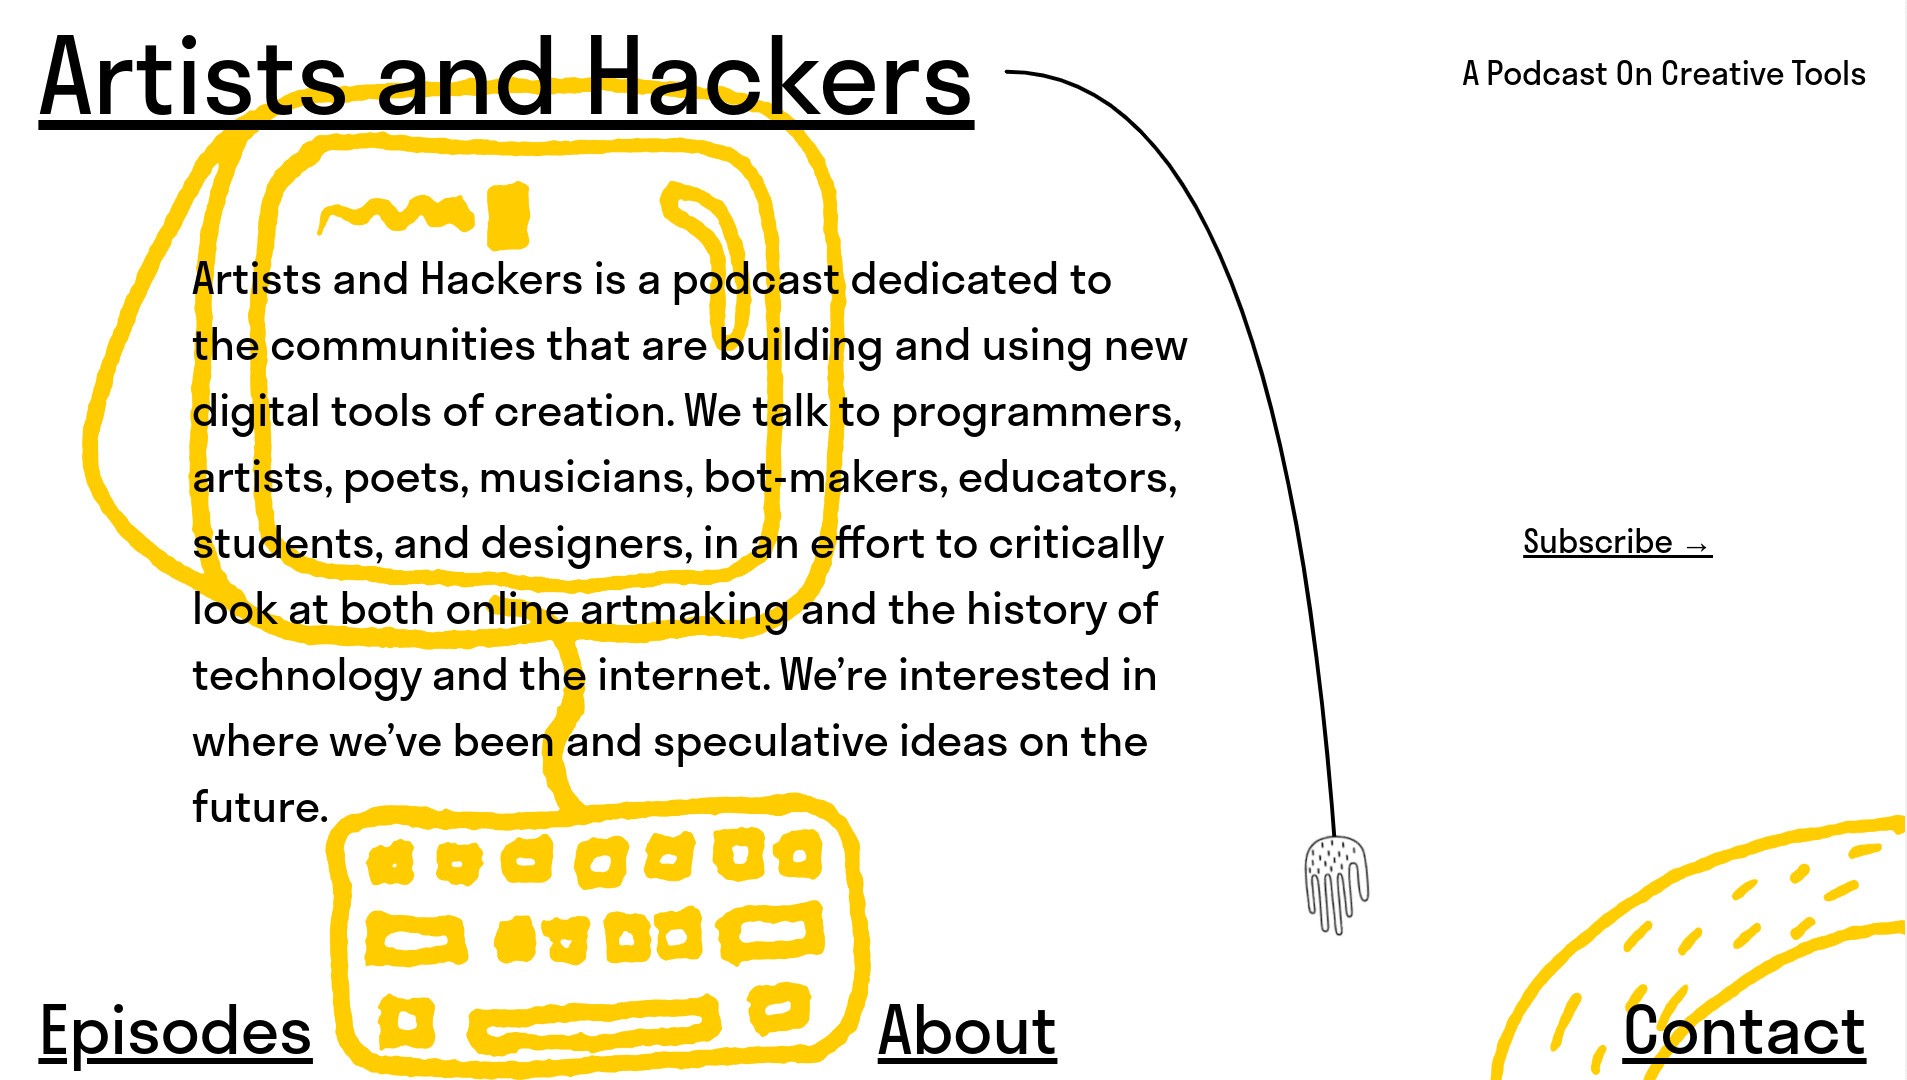 Artists and Hackers
A Podcast On Creative Tools
Artists and Hackers is a podcast dedicated to
the communities that are building and using new
digital tools of creation. We talk to programmers,
artists, poets, musicians, bot-makers, educators,
students, and designers, in an effort to critically
look at both online artmaking and the history of
technology and the internet. We’re interested in
where we’ve been and speculative ideas on the
future.
Subscribe →
Episodes
About
Contact